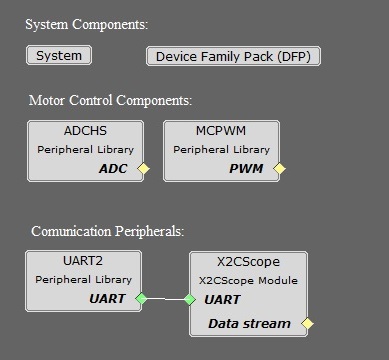 System Components:
System
Device Family Pack (DFP)
Motor Control Components:
ADCHS
Peripheral Library
ADC
MCPWM
Peripheral Library
PWM
Comunication Peripherals:
UART2
Peripheral Library
UART
X2CScope
X2CScope Module
UART
Data stream